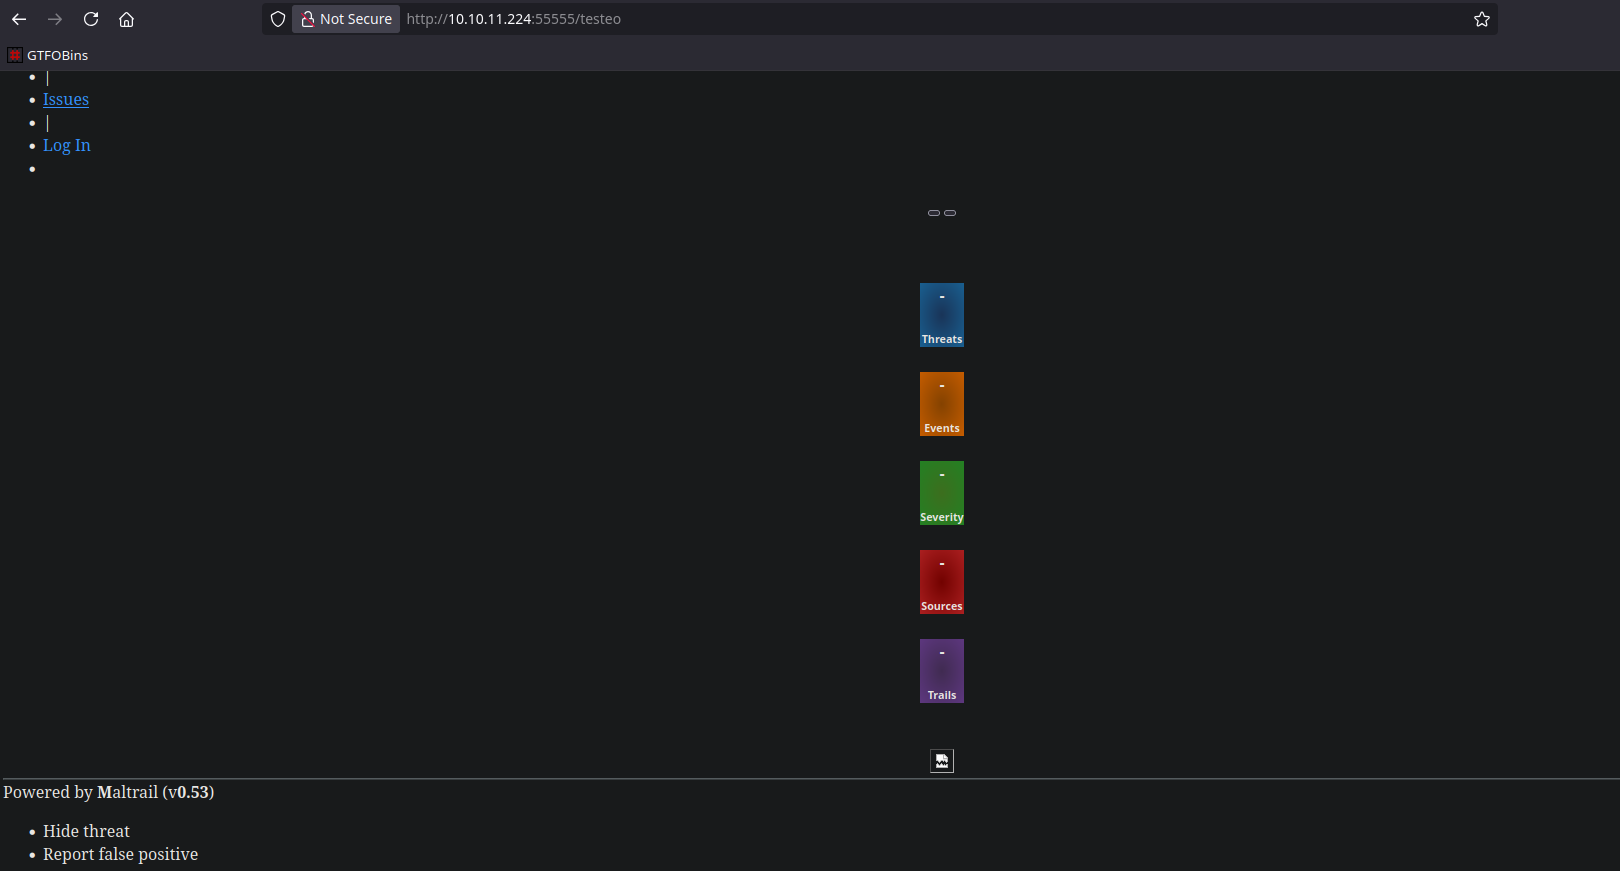 Not Secure http://10.10.11.224:55555/testeo
GTFOBins
|
Issues
|
Log In
-
Threats
-
Events
-
Severity
-
Sources
-
Trails
Powered by Maltrail (v0.53)
Hide threat
Report false positive